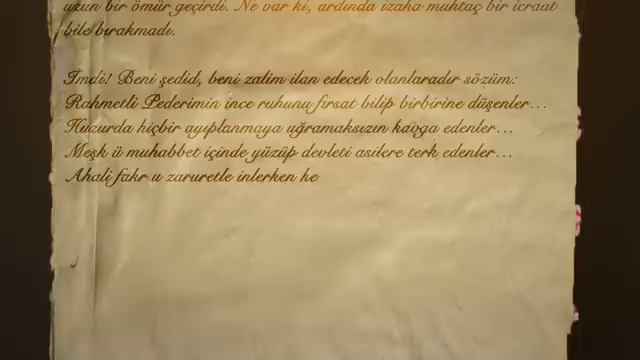 uzun bir ömür geçirdi. Ne var ki, ardında izaha muhtaç bir icraat
bile bırakmadı.
İmdi! Beni şedid, beni zalim ilan edecek olanlaradır sözüm:
Rahmetli Pederimin ince ruhunu fırsat bilip birbirine düşenler...
Huzurda hiçbir ayıplanmaya uğramaksızın kavga edenler...
Meşk ü muhabbet içinde yüzüp devleti asilere terk edenler...
Ahali fakr u zaruretle inlerken ke